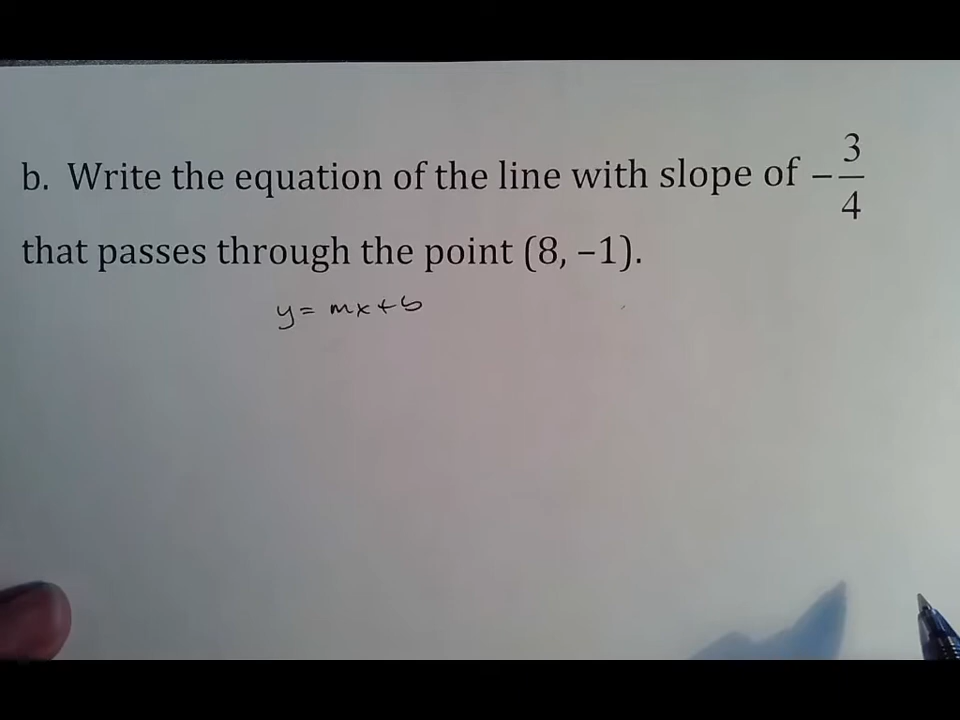 b. Write the equation of the line with slope of −3/4
that passes through the point (8, −1).
y = mx+b